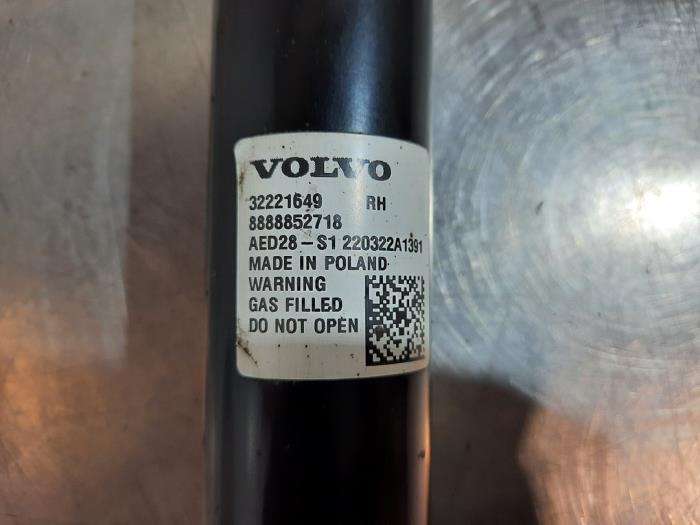 VOLVO
32221649 RH
8888852718
AED28-S1 220322A1391
MADE IN POLAND
WARNING
GAS FILLED
DO NOT OPEN